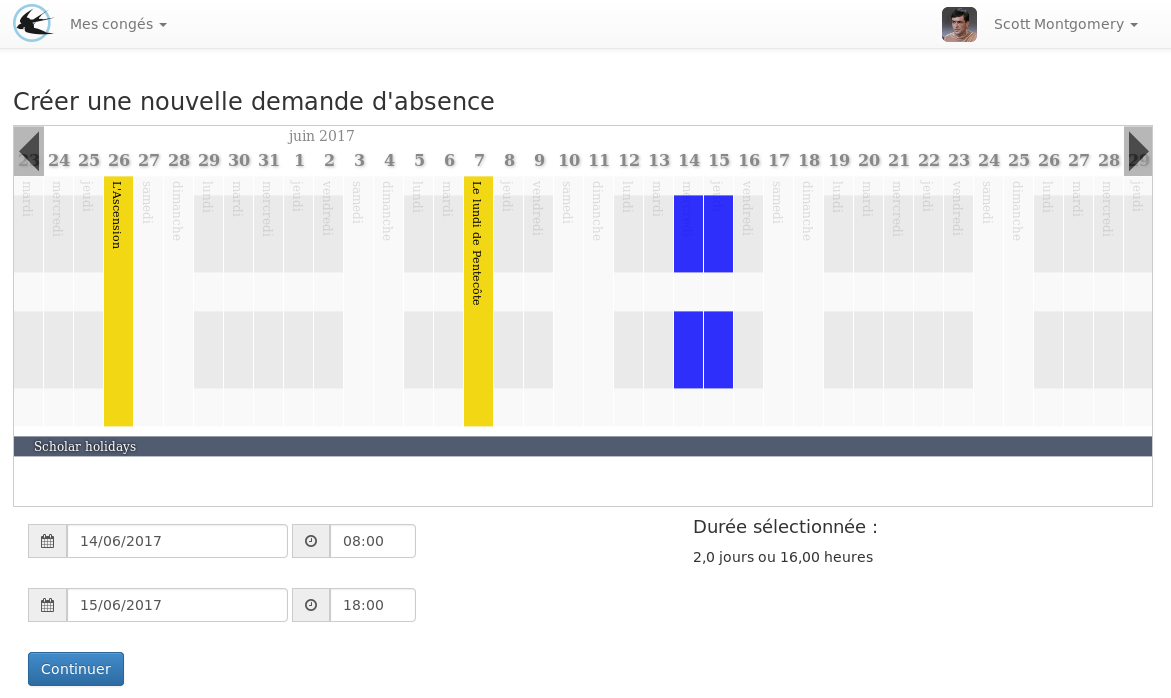 Mes congés
Scott Montgomery
Créer une nouvelle demande d'absence
juin 2017
23 24 25 26 27 28 29 30 31 1 2 3 4 5 6 7 8 9 10 11 12 13 14 15 16 17 18 19 20 21 22 23 24 25 26 27 28 29
mardi
mercredi
jeudi
L'Ascension
samedi
dimanche
lundi
mardi
mercredi
jeudi
vendredi
samedi
dimanche
lundi
mardi
Le lundi de Pentecôte
jeudi
vendredi
samedi
dimanche
lundi
mardi
mercredi
jeudi
vendredi
samedi
dimanche
lundi
mardi
mercredi
jeudi
vendredi
samedi
dimanche
lundi
mardi
mercredi
jeudi
Scholar holidays
14/06/2017 08:00
Durée sélectionnée :
2,0 jours ou 16,00 heures
15/06/2017 18:00
Continuer